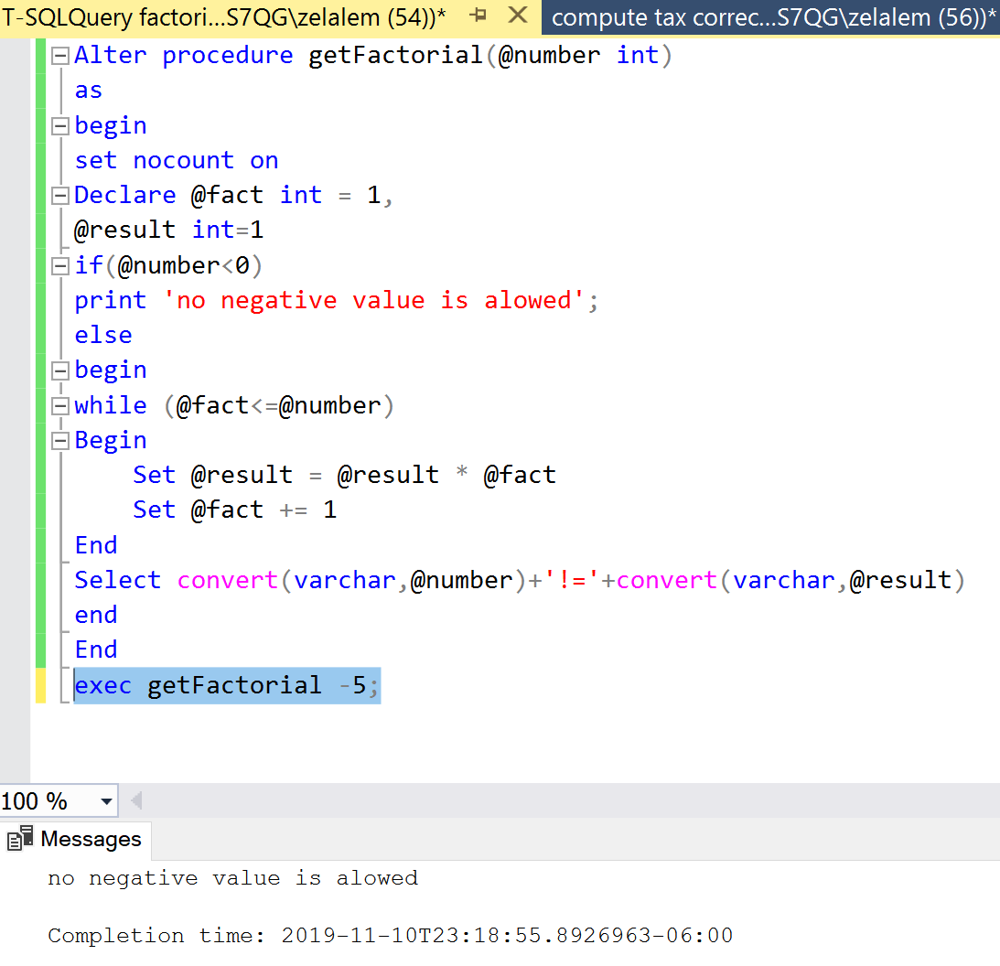 T-SQLQuery factori...S7QG\zelalem (54))* compute tax correc...S7QG\zelalem (56))*
Alter procedure getFactorial(@number int)
as
begin
set nocount on
Declare @fact int = 1,
@result int=1
if(@number<0)
print 'no negative value is alowed';
else
begin
while (@fact<=@number)
Begin
    Set @result = @result * @fact
    Set @fact += 1
End
Select convert(varchar,@number)+'!='+convert(varchar,@result)
end
End
exec getFactorial -5;
100 %
Messages
no negative value is alowed
Completion time: 2019-11-10T23:18:55.8926963-06:00